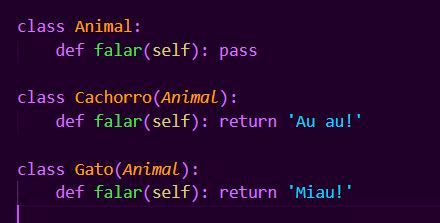 class Animal:
    def falar(self): pass

class Cachorro(Animal):
    def falar(self): return 'Au au!'

class Gato(Animal):
    def falar(self): return 'Miau!'